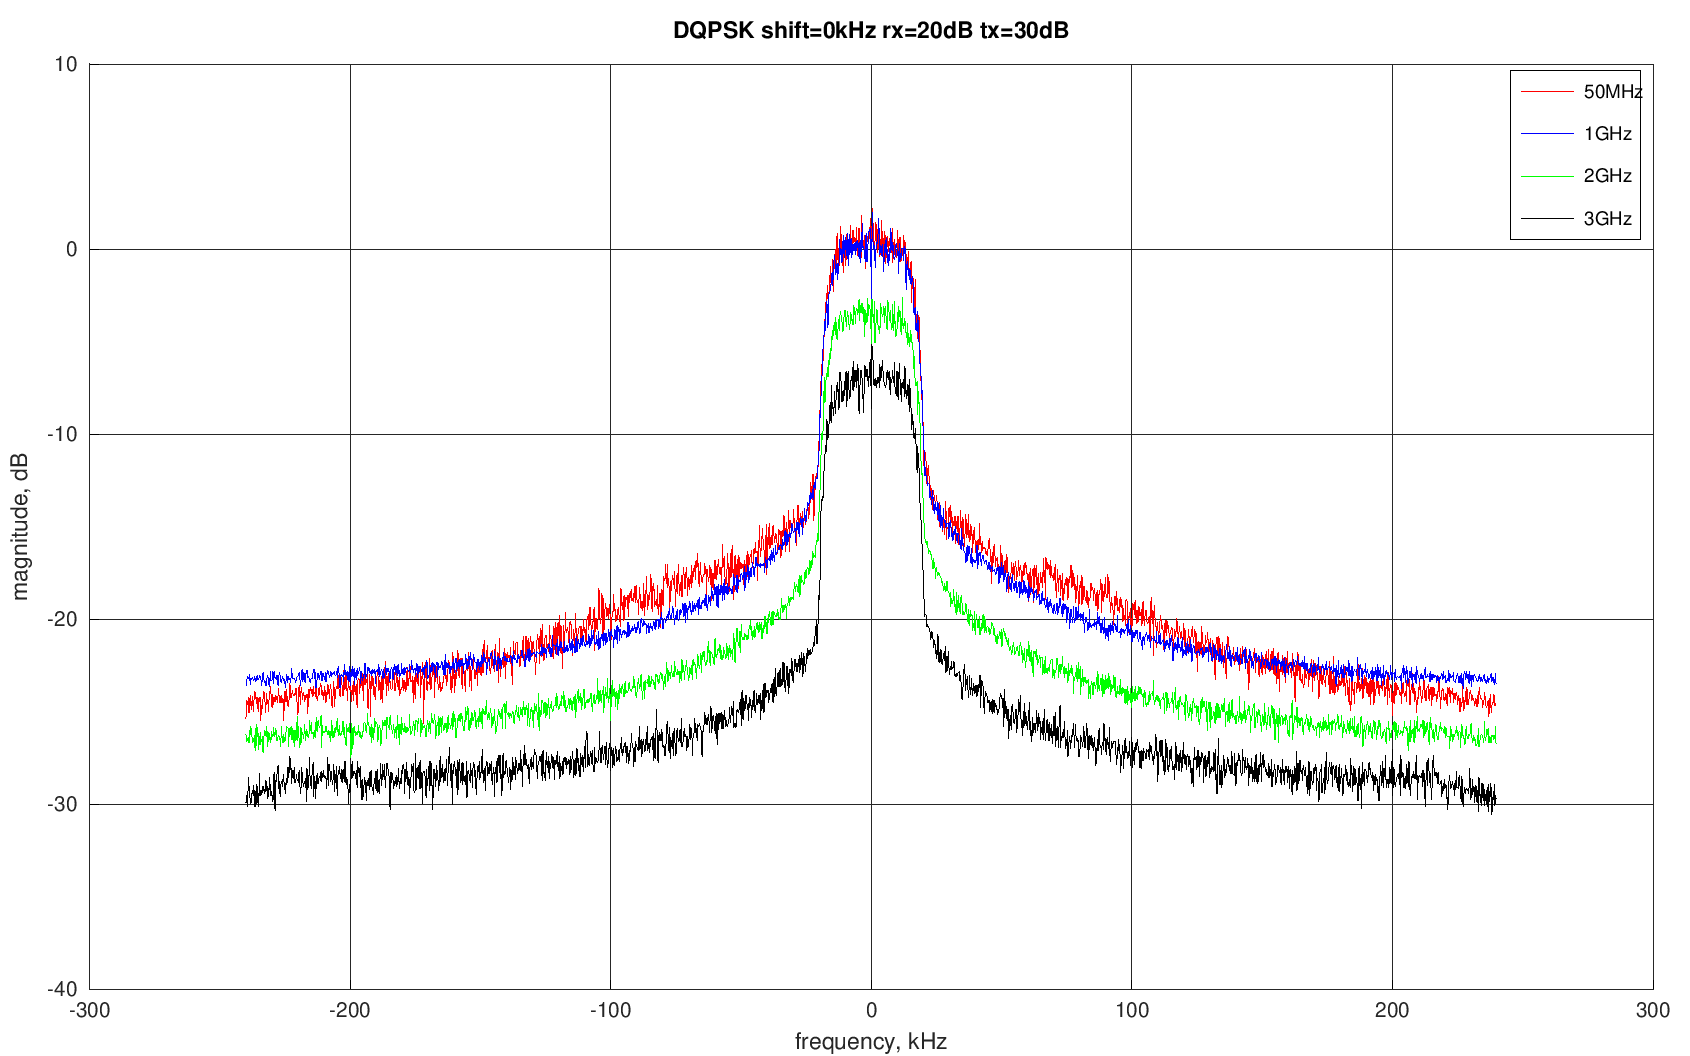 DQPSK shift=0kHz rx=20dB tx=30dB
10
0
-10
-20
-30
-40
magnitude, dB
50MHz
1GHz
2GHz
3GHz
-300
-200
-100
0
100
200
300
frequency, kHz